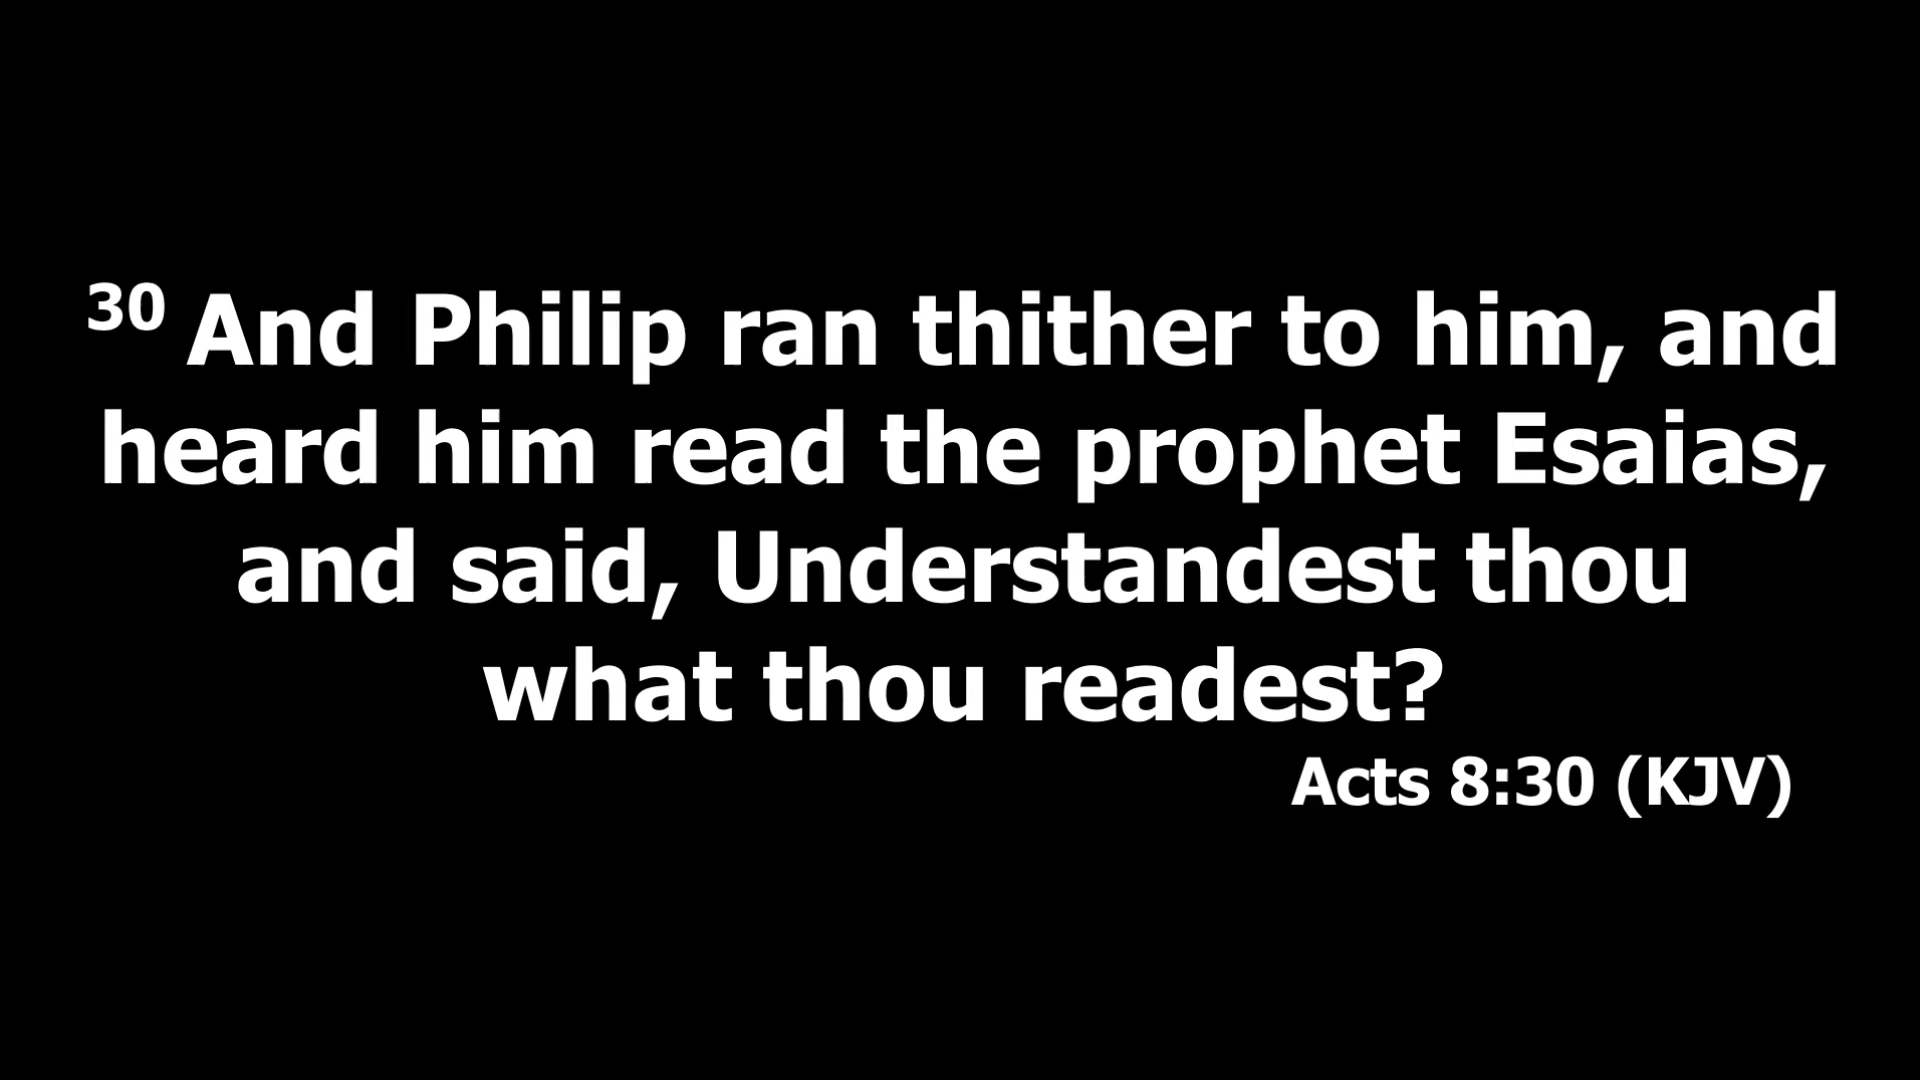 30 And Philip ran thither to him, and
heard him read the prophet Esaias,
and said, Understandest thou
what thou readest?
Acts 8:30 (KJV)